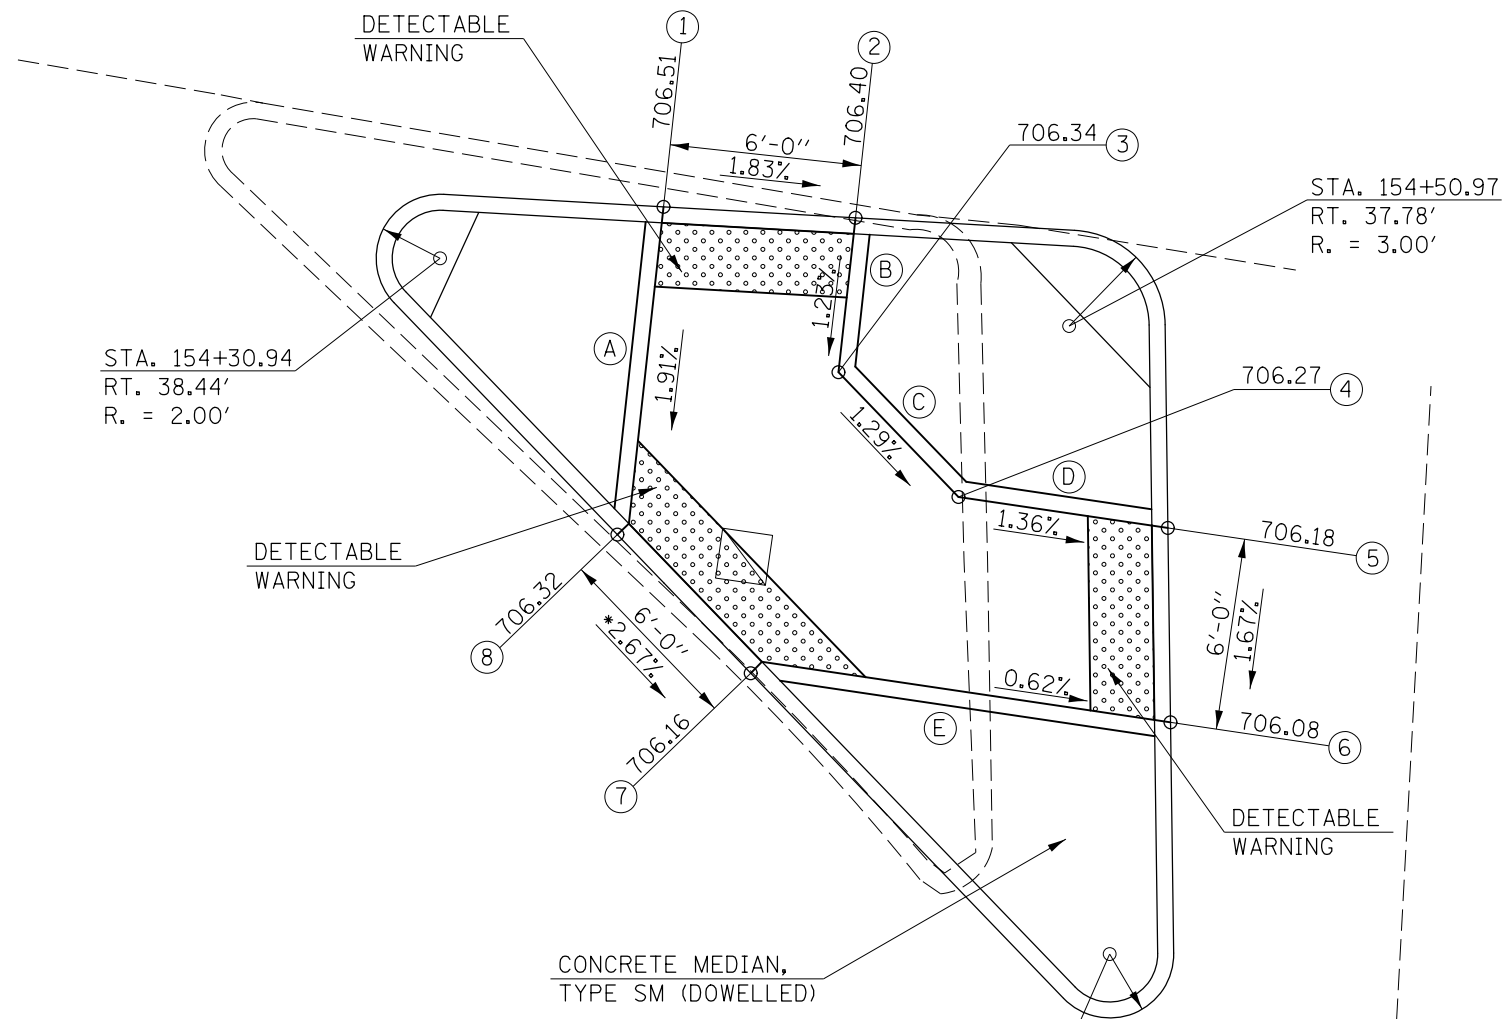 DETECTABLE
WARNING
1
2
706.51
706.40
6'-0''
1.83%
706.34
3
STA. 154+50.97
RT. 37.78'
R. = 3.00'
B
1.23%
A
STA. 154+30.94
RT. 38.44'
R. = 2.00'
1.91%
706.27
4
C
1.29%
D
1.36%
706.18
5
DETECTABLE
WARNING
706.32
8
6'-0''
*2.67%
6'-0''
1.67%
0.62%
E
706.08
6
706.16
7
DETECTABLE
WARNING
CONCRETE MEDIAN,
TYPE SM (DOWELLED)